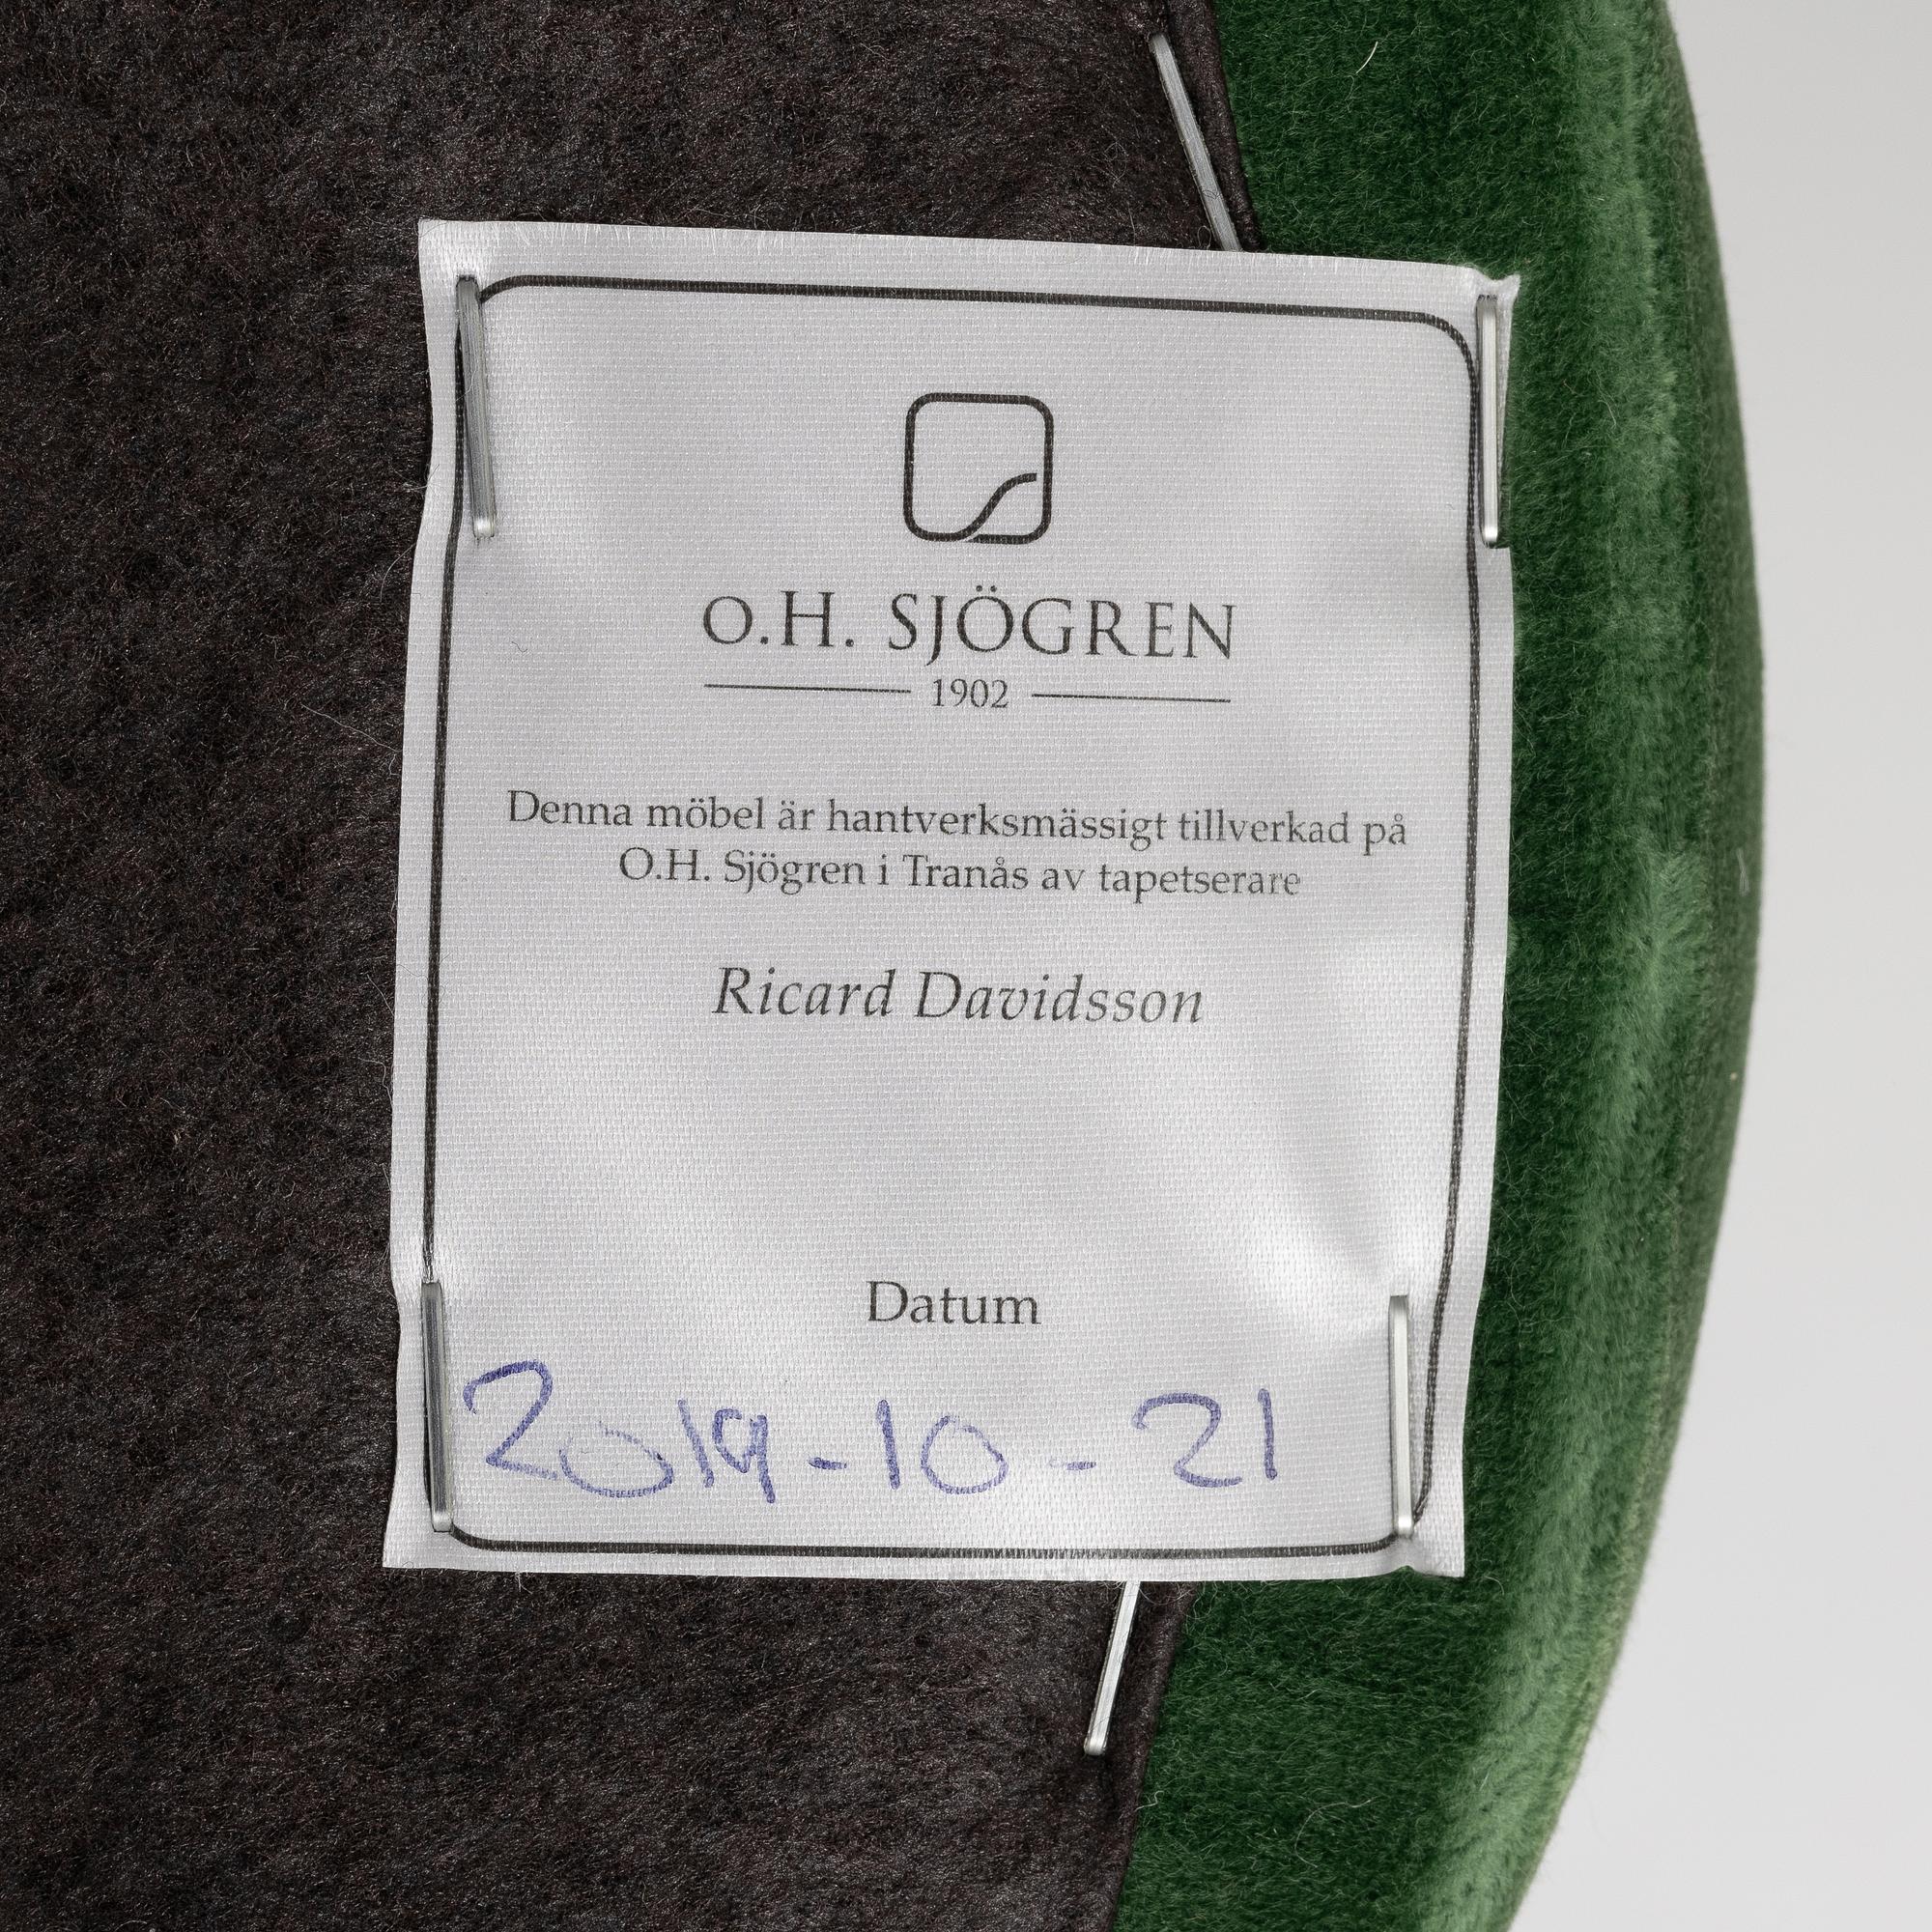 O.H. SJÖGREN
1902
Denna möbel är hantverksmässigt tillverkad på
O.H. Sjögren i Tranås av tapetserare
Ricard Davidsson
Datum
2019-10-21